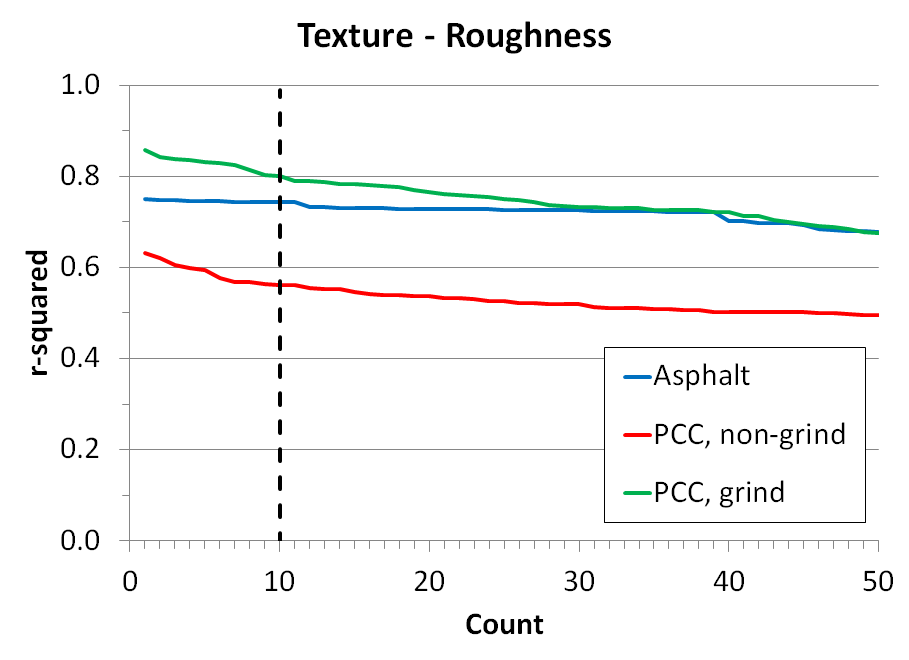 Texture - Roughness
1.0
0.8
0.6
0.4
0.2
0.0
r-squared
Asphalt
PCC, non-grind
PCC, grind
0 10 20 30 40 50
Count